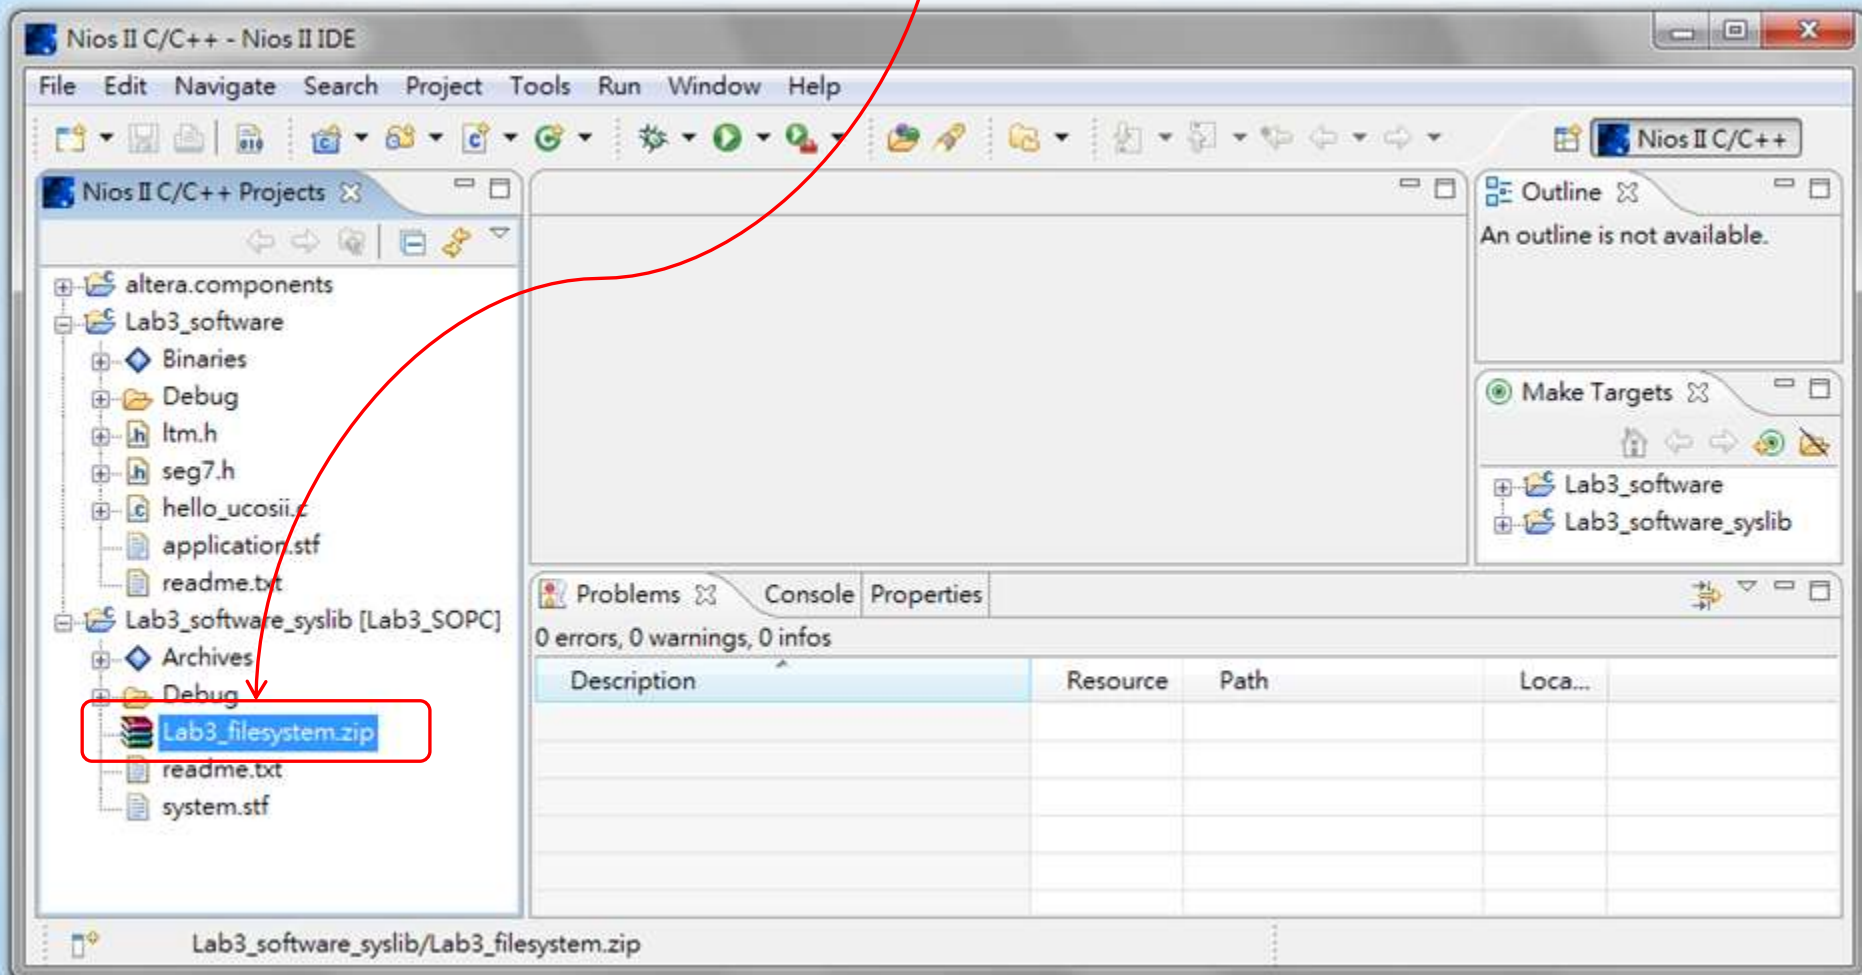 Nios II C/C++ - Nios II IDE
File Edit Navigate Search Project Tools Run Window Help
Nios II C/C++
Nios II C/C++ Projects
altera.components
Lab3_software
Binaries
Debug
ltm.h
seg7.h
hello_ucosii.c
application.stf
readme.txt
Lab3_software_syslib [Lab3_SOPC]
Archives
Debug
Lab3_filesystem.zip
readme.txt
system.stf
Outline
An outline is not available.
Make Targets
Lab3_software
Lab3_software_syslib
Problems Console Properties
0 errors, 0 warnings, 0 infos
Description Resource Path Loca...
Lab3_software_syslib/Lab3_filesystem.zip